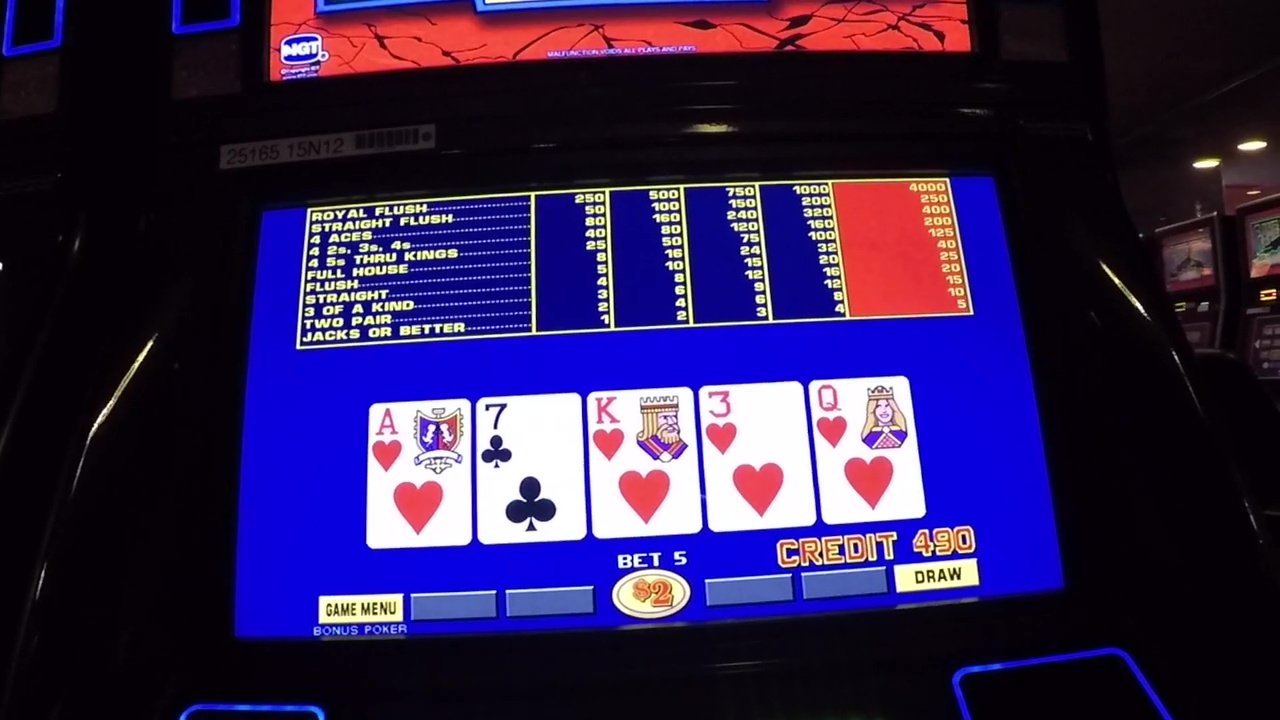 NGT
MALFUNCTION VOIDS ALL PLAYS AND PAYS
25165 15N12
ROYAL FLUSH 250 500 750 1000 4000
STRAIGHT FLUSH 50 100 150 200 250
4 ACES 80 160 240 320 400
4 2s, 3s, 4s 40 80 120 160 200
4 5s THRU KINGS 25 50 75 100 125
FULL HOUSE 8 16 24 32 40
FLUSH 5 10 15 20 25
STRAIGHT 4 8 12 16 20
3 OF A KIND 3 6 9 12 15
TWO PAIR 2 4 6 8 10
JACKS OR BETTER 1 2 3 4 5
A 7 K 3 Q
BET 5 CREDIT 490
GAME MENU $2 DRAW
BONUS POKER